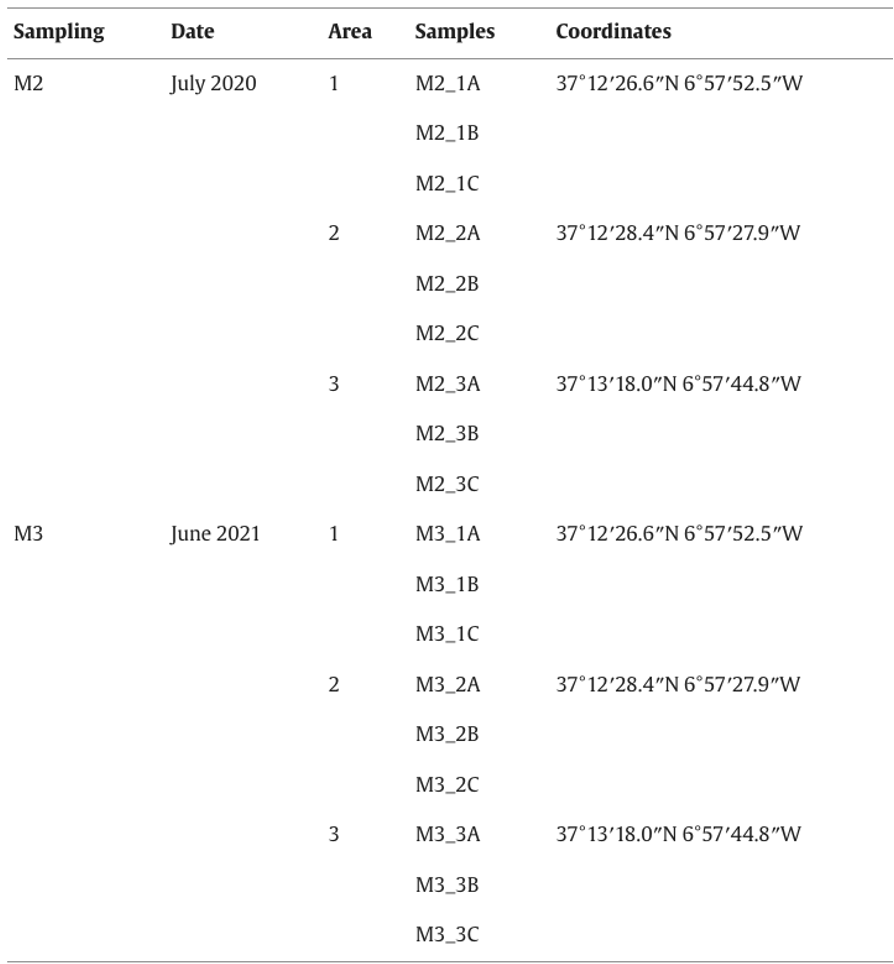 Sampling Date Area Samples Coordinates
M2 July 2020 1 M2_1A 37°12′26.6″N 6°57′52.5″W
M2_1B
M2_1C
2 M2_2A 37°12′28.4″N 6°57′27.9″W
M2_2B
M2_2C
3 M2_3A 37°13′18.0″N 6°57′44.8″W
M2_3B
M2_3C
M3 June 2021 1 M3_1A 37°12′26.6″N 6°57′52.5″W
M3_1B
M3_1C
2 M3_2A 37°12′28.4″N 6°57′27.9″W
M3_2B
M3_2C
3 M3_3A 37°13′18.0″N 6°57′44.8″W
M3_3B
M3_3C